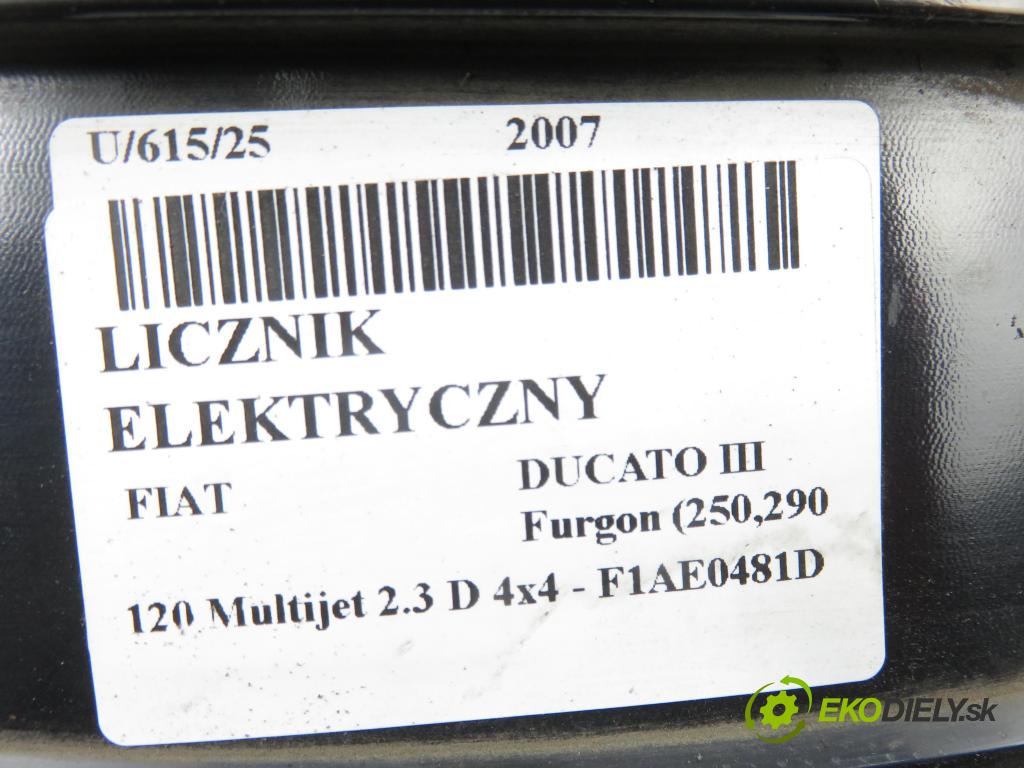 U/615/25 2007
LICZNIK
ELEKTRYCZNY
FIAT DUCATO III
Furgon (250,290
120 Multijet 2.3 D 4x4 - F1AE0481D
EKODIELY.sk